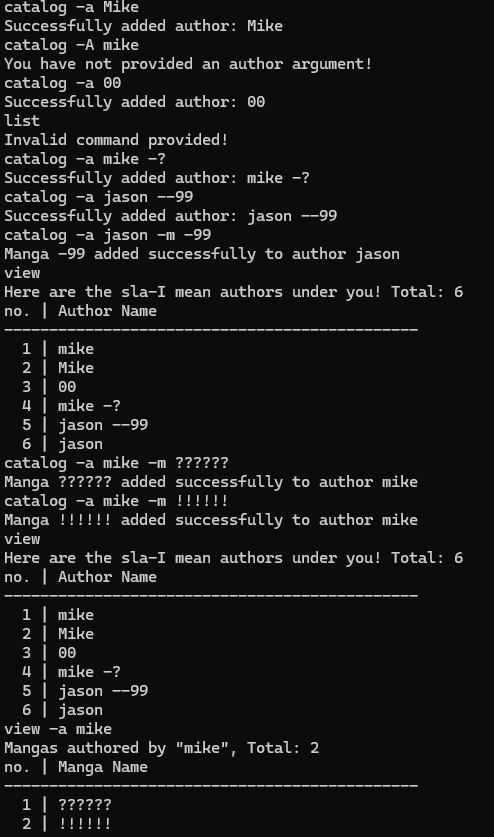 catalog -a Mike
Successfully added author: Mike
catalog -A mike
You have not provided an author argument!
catalog -a 00
Successfully added author: 00
list
Invalid command provided!
catalog -a mike -?
Successfully added author: mike -?
catalog -a jason --99
Successfully added author: jason --99
catalog -a jason -m -99
Manga -99 added successfully to author jason
view
Here are the sla-I mean authors under you! Total: 6
no. | Author Name
----------------------------------------------
  1 | mike
  2 | Mike
  3 | 00
  4 | mike -?
  5 | jason --99
  6 | jason
catalog -a mike -m ??????
Manga ?????? added successfully to author mike
catalog -a mike -m !!!!!!
Manga !!!!!! added successfully to author mike
view
Here are the sla-I mean authors under you! Total: 6
no. | Author Name
----------------------------------------------
  1 | mike
  2 | Mike
  3 | 00
  4 | mike -?
  5 | jason --99
  6 | jason
view -a mike
Mangas authored by "mike", Total: 2
no. | Manga Name
----------------------------------------------
  1 | ??????
  2 | !!!!!!